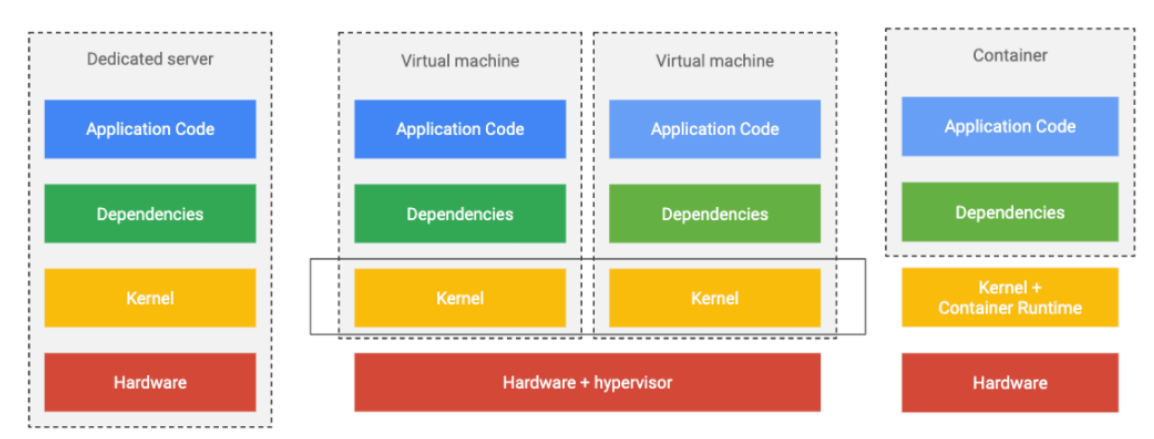 Dedicated server
Application Code
Dependencies
Kernel
Hardware
Virtual machine
Application Code
Dependencies
Kernel
Virtual machine
Application Code
Dependencies
Kernel
Hardware + hypervisor
Container
Application Code
Dependencies
Kernel +
Container Runtime
Hardware